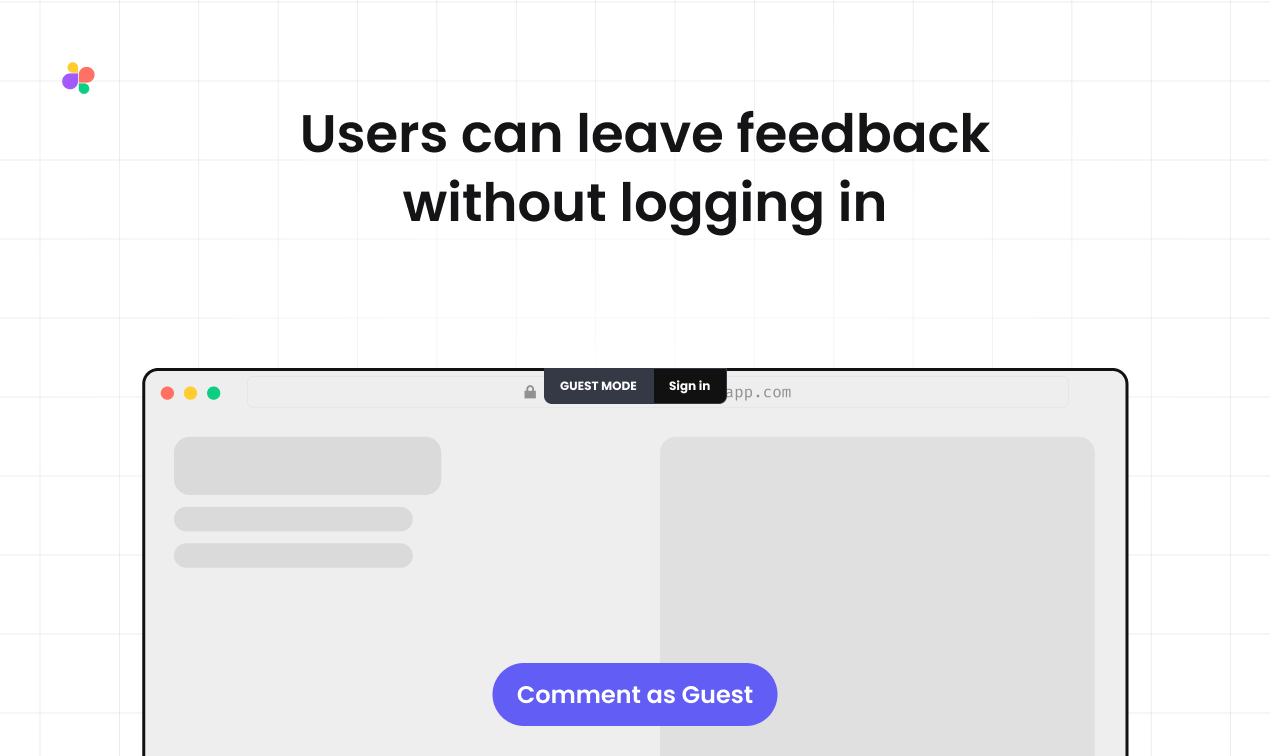 Users can leave feedback
without logging in
GUEST MODE Sign in app.com
Comment as Guest